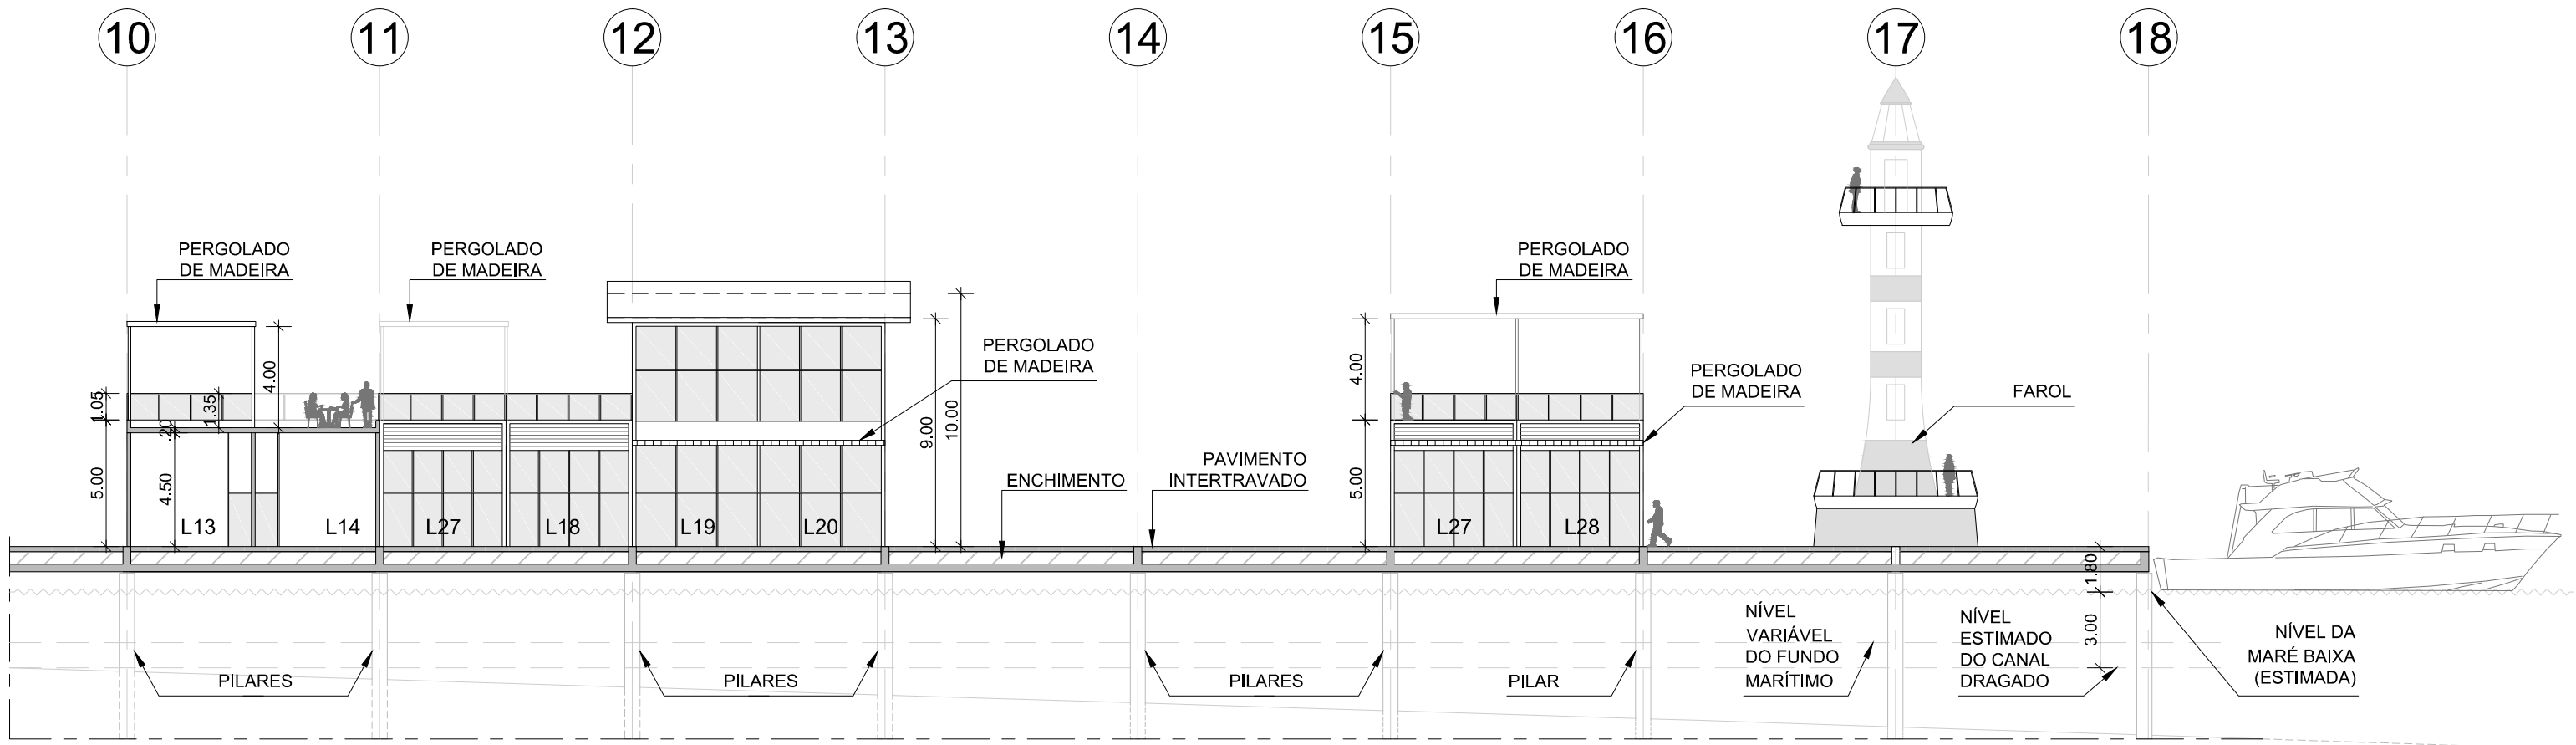 10 11 12 13 14 15 16 17 18
PERGOLADO
DE MADEIRA
PERGOLADO
DE MADEIRA
PERGOLADO
DE MADEIRA
PERGOLADO
DE MADEIRA
PERGOLADO
DE MADEIRA
FAROL
1.05
5.00
.20
4.50
1.35
4.00
9.00
10.00
4.00
5.00
ENCHIMENTO
PAVIMENTO
INTERTRAVADO
L13
L14
L27
L18
L19
L20
L27
L28
1.80
3.00
PILARES
PILARES
PILARES
PILAR
NÍVEL
VARIÁVEL
DO FUNDO
MARÍTIMO
NÍVEL
ESTIMADO
DO CANAL
DRAGADO
NÍVEL DA
MARÉ BAIXA
(ESTIMADA)